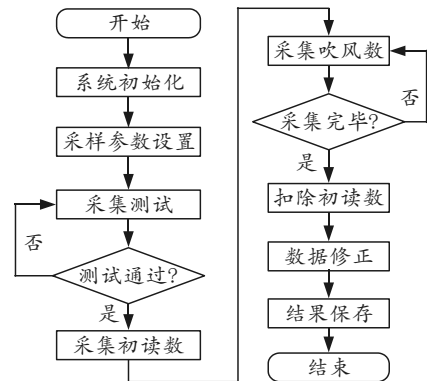 开始
系统初始化
采样参数设置
采集测试
否
测试通过?
是
采集初读数
采集吹风数
否
采集完毕?
是
扣除初读数
数据修正
结果保存
结束